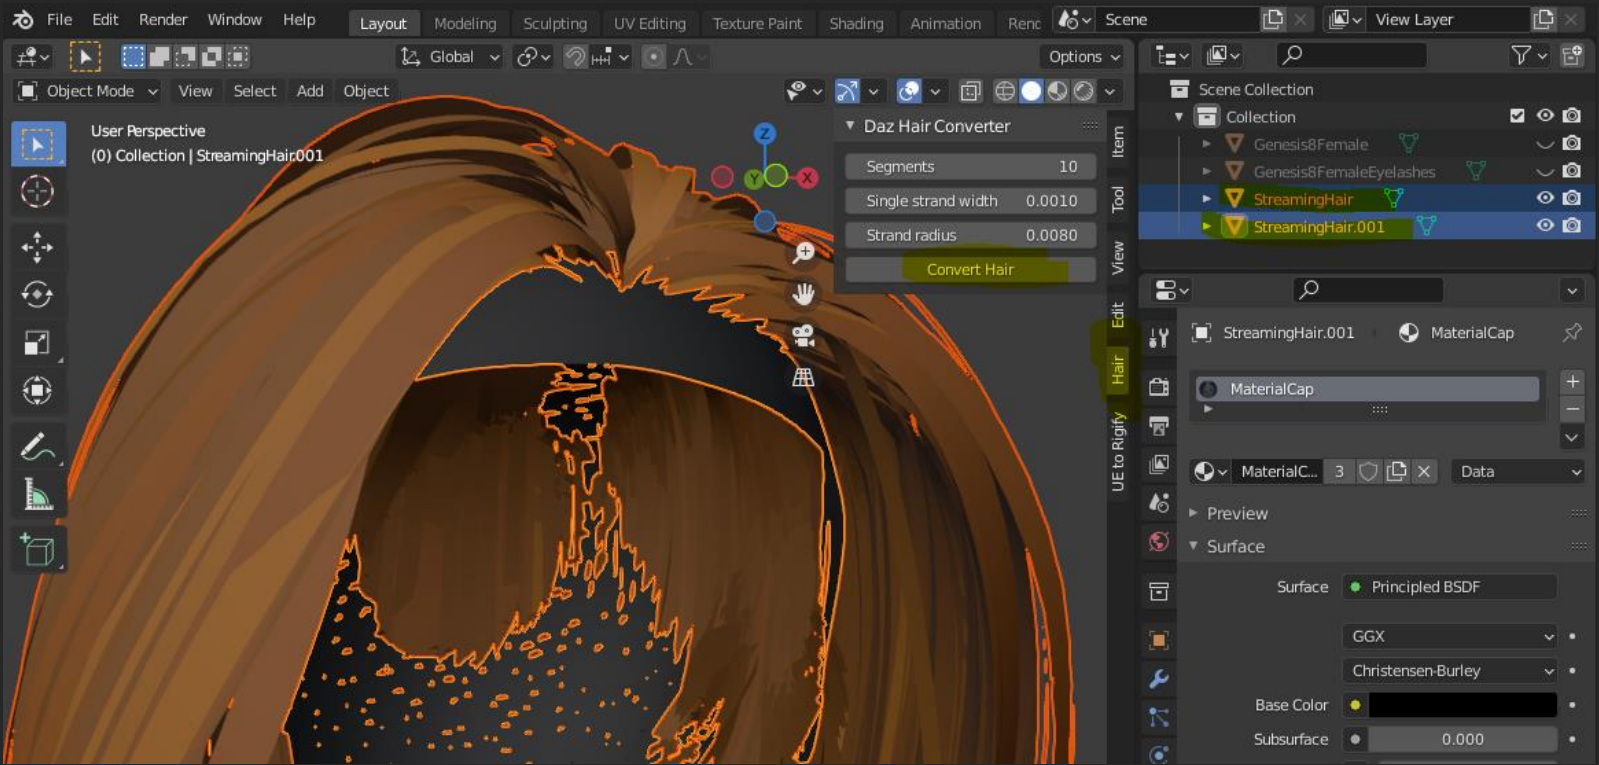 File Edit Render Window Help Layout Modeling Sculpting UV Editing Texture Paint Shading Animation Renc Scene View Layer
Global Options
Object Mode View Select Add Object
User Perspective
(0) Collection | StreamingHair.001
Z
Y
X
Daz Hair Converter
Segments 10
Single strand width 0.0010
Strand radius 0.0080
Convert Hair
Item
Tool
View
Edit
Hair
UE to Rigify
Scene Collection
Collection
Genesis8Female
Genesis8FemaleEyelashes
StreamingHair
StreamingHair.001
StreamingHair.001 MaterialCap
MaterialCap
MaterialC... 3 Data
Preview
Surface
Surface Principled BSDF
GGX
Christensen-Burley
Base Color
Subsurface 0.000